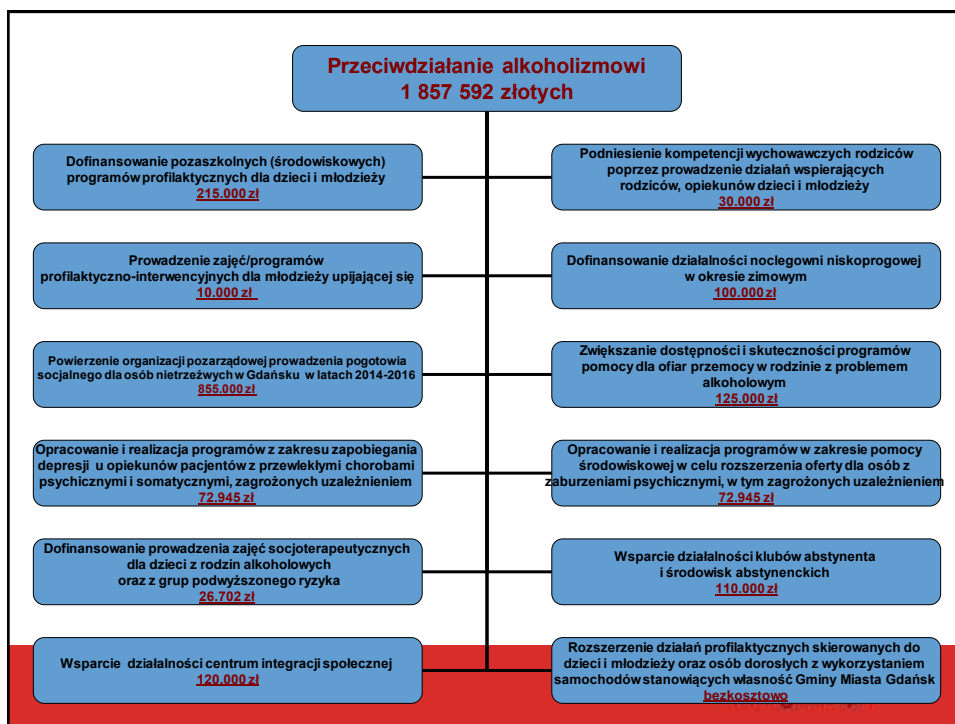 Przeciwdziałanie alkoholizmowi
1 857 592 złotych
Dofinansowanie pozaszkolnych (środowiskowych)
programów profilaktycznych dla dzieci i młodzieży
215.000 zł
Podniesienie kompetencji wychowawczych rodziców
poprzez prowadzenie działań wspierających
rodziców, opiekunów dzieci i młodzieży
30.000 zł
Prowadzenie zajęć/programów
profilaktyczno-interwencyjnych dla młodzieży upijającej się
10.000 zł
Dofinansowanie działalności noclegowni niskoprogowej
w okresie zimowym
100.000 zł
Powierzenie organizacji pozarządowej prowadzenia pogotowia
socjalnego dla osób nietrzeźwych w Gdańsku w latach 2014-2016
855.000 zł
Zwiększanie dostępności i skuteczności programów
pomocy dla ofiar przemocy w rodzinie z problemem
alkoholowym
125.000 zł
Opracowanie i realizacja programów z zakresu zapobiegania
depresji u opiekunów pacjentów z przewlekłymi chorobami
psychicznymi i somatycznymi, zagrożonych uzależnieniem
72.945 zł
Opracowanie i realizacja programów w zakresie pomocy
środowiskowej w celu rozszerzenia oferty dla osób z
zaburzeniami psychicznymi, w tym zagrożonych uzależnieniem
72.945 zł
Dofinansowanie prowadzenia zajęć socjoterapeutycznych
dla dzieci z rodzin alkoholowych
oraz z grup podwyższonego ryzyka
26.702 zł
Wsparcie działalności klubów abstynenta
i środowisk abstynenckich
110.000 zł
Wsparcie działalności centrum integracji społecznej
120.000 zł
Rozszerzenie działań profilaktycznych skierowanych do
dzieci i młodzieży oraz osób dorosłych z wykorzystaniem
samochodów stanowiących własność Gminy Miasta Gdańsk
bezkosztowo